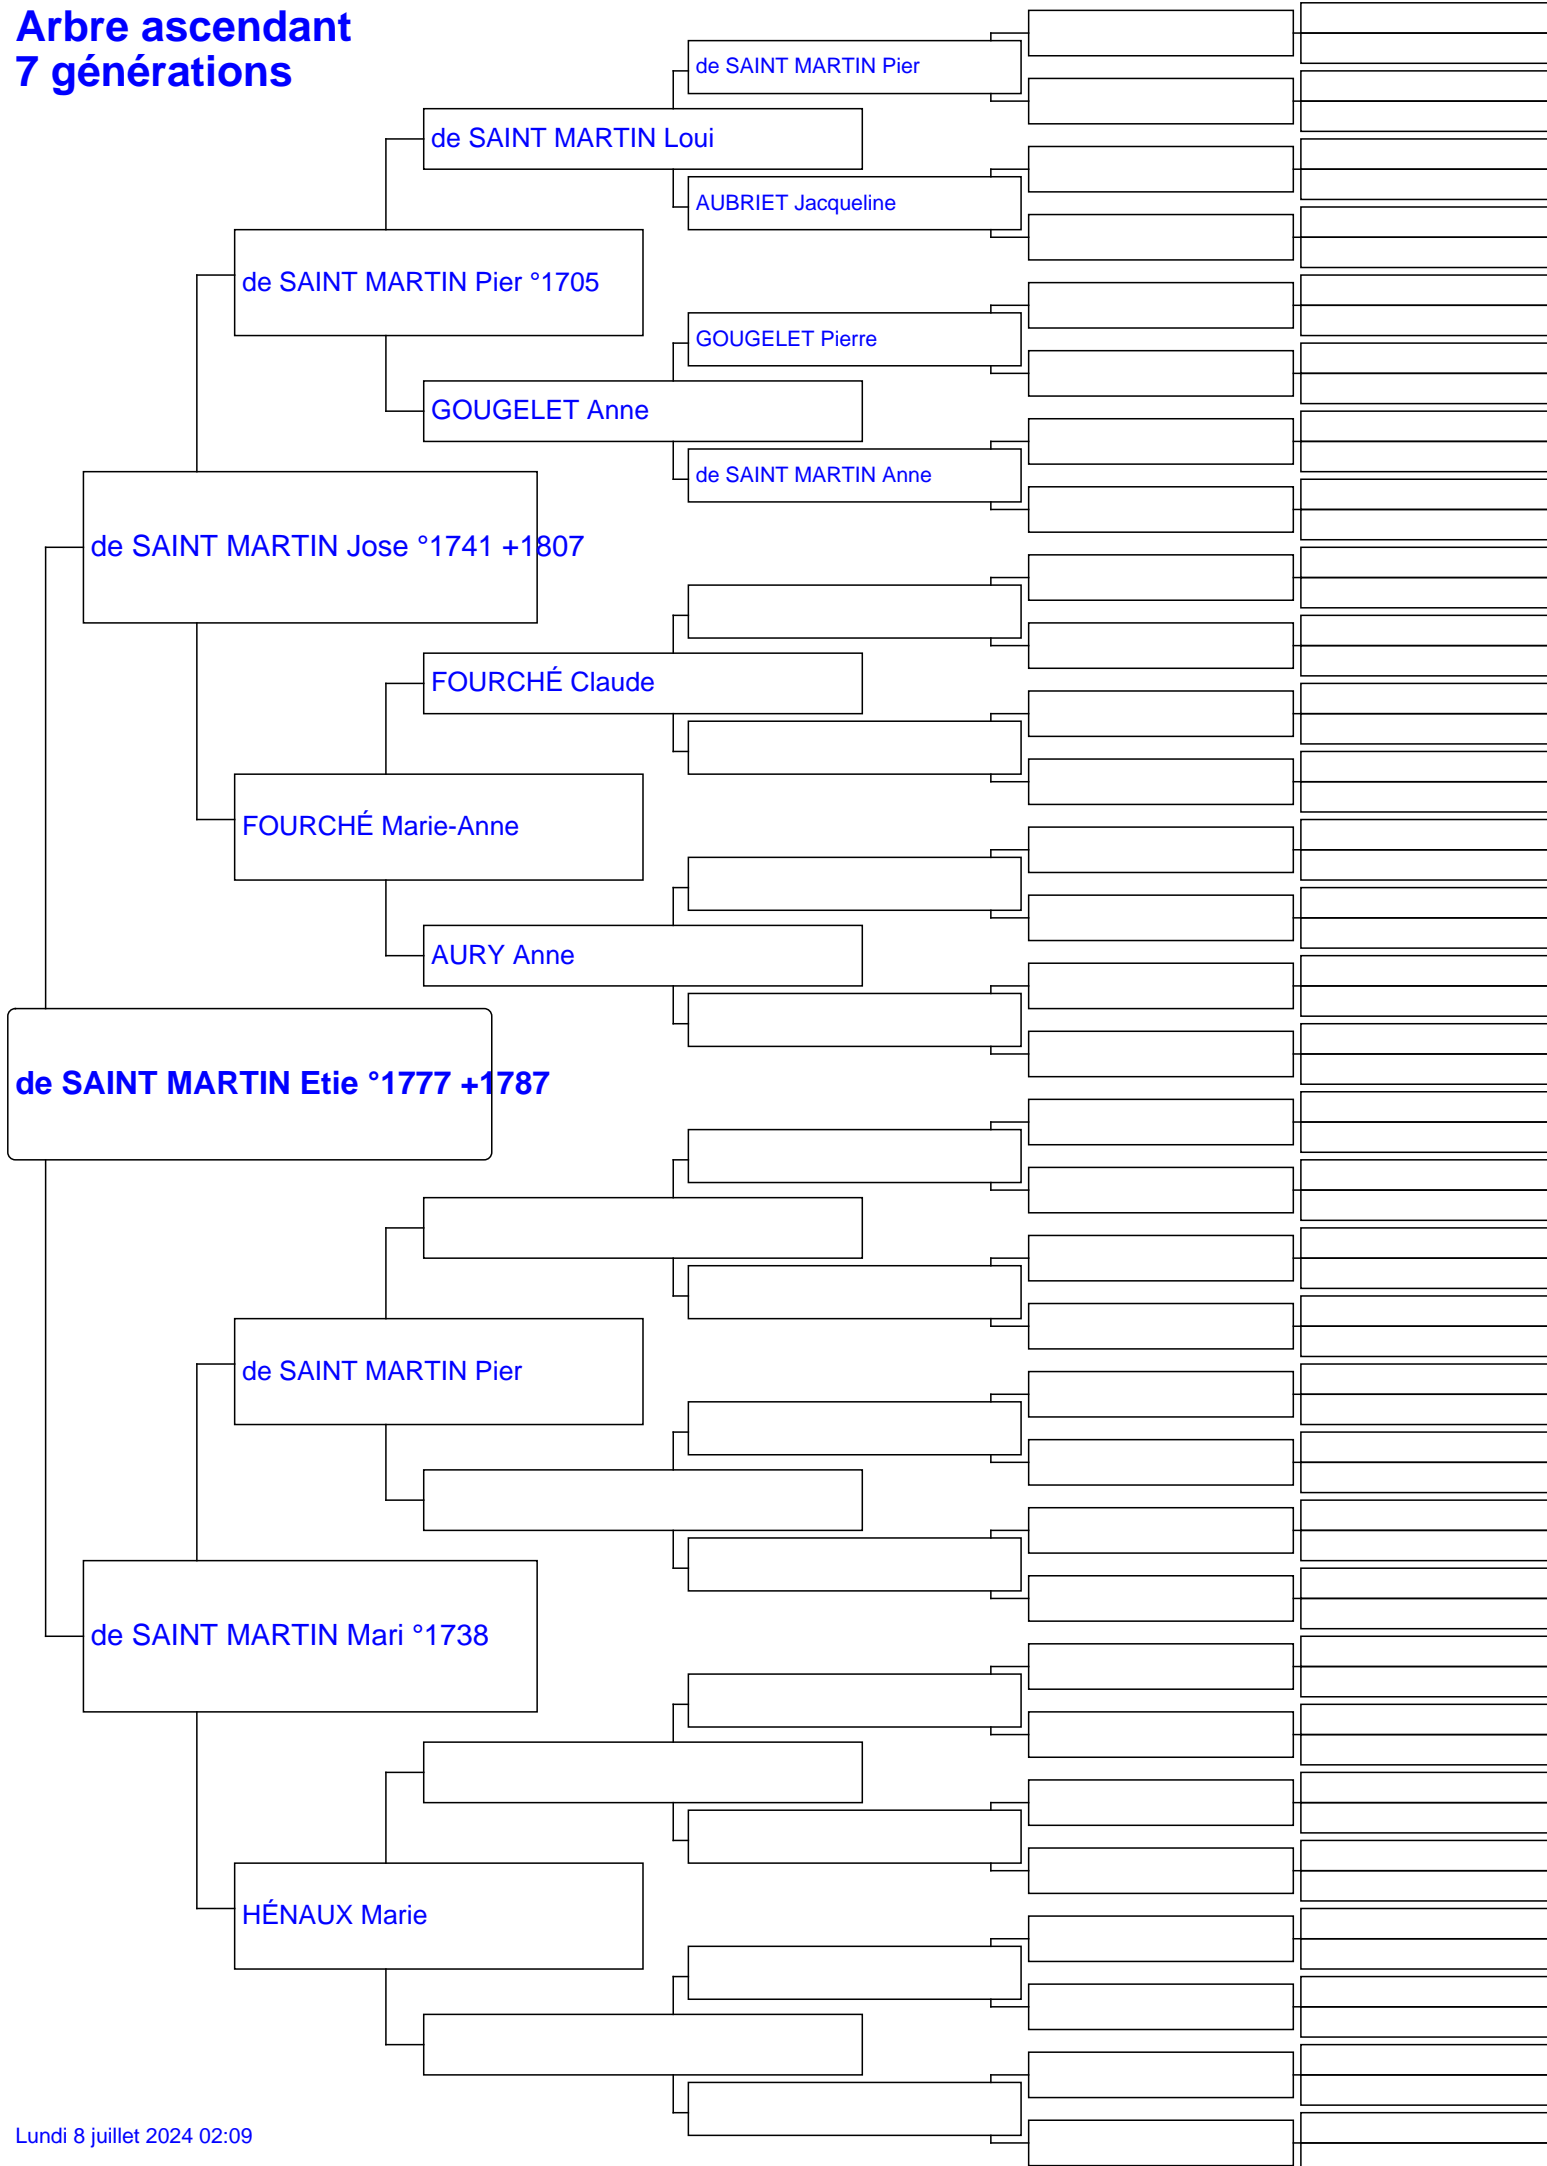 Arbre ascendant
7 générations
de SAINT MARTIN Pier
de SAINT MARTIN Loui
AUBRIET Jacqueline
de SAINT MARTIN Pier °1705
GOUGELET Pierre
GOUGELET Anne
de SAINT MARTIN Anne
de SAINT MARTIN Jose °1741 +1807
FOURCHÉ Claude
FOURCHÉ Marie-Anne
AURY Anne
de SAINT MARTIN Etie °1777 +1787
de SAINT MARTIN Pier
de SAINT MARTIN Mari °1738
HÉNAUX Marie
Lundi 8 juillet 2024 02:09